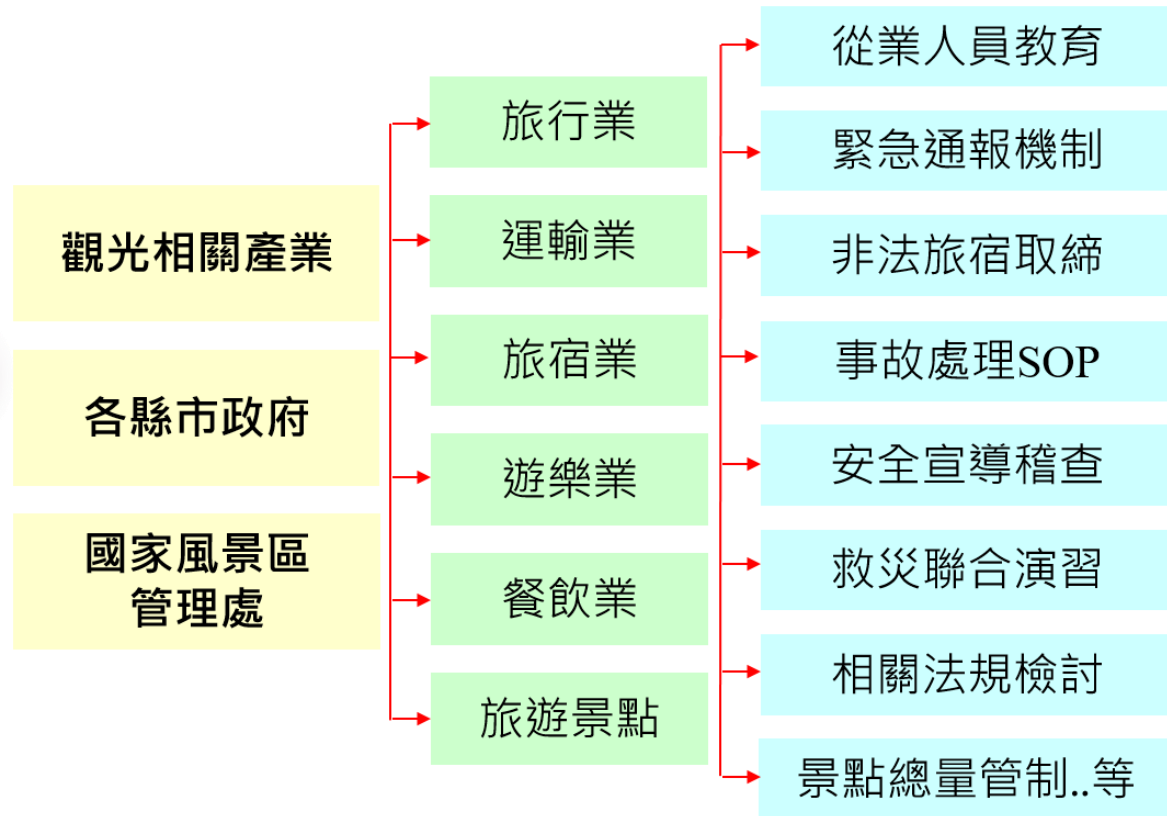 觀光相關產業
各縣市政府
國家風景區
管理處
旅行業
運輸業
旅宿業
遊樂業
餐飲業
旅遊景點
從業人員教育
緊急通報機制
非法旅宿取締
事故處理SOP
安全宣導稽查
救災聯合演習
相關法規檢討
景點總量管制..等